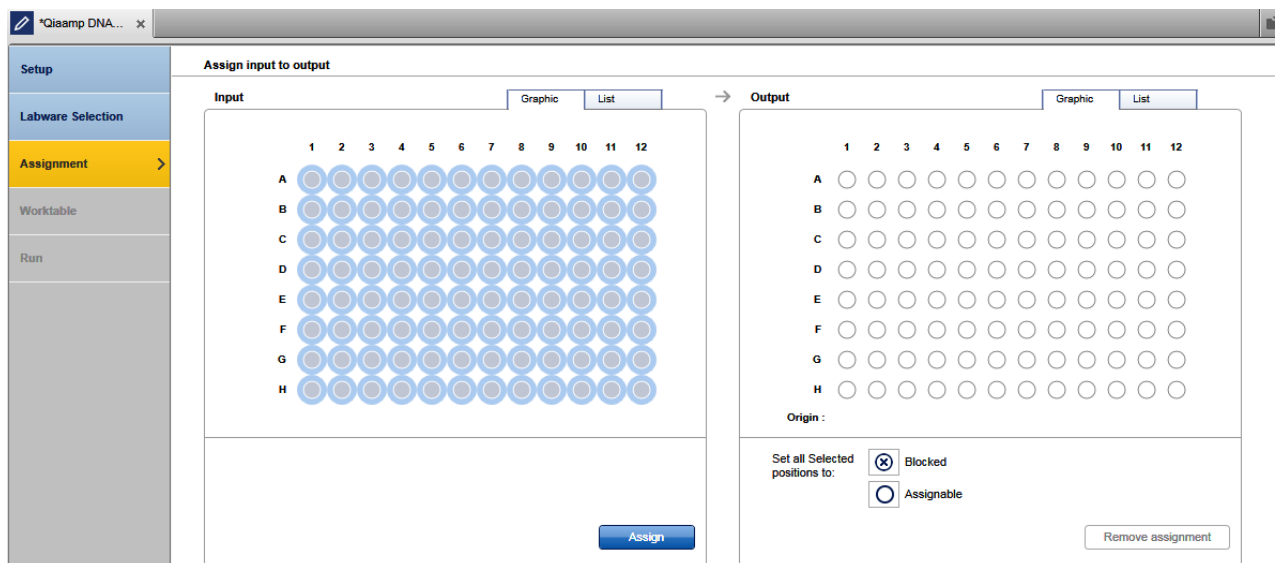 *Qiaamp DNA... ×
Setup
Labware Selection
Assignment
Worktable
Run
Assign input to output
Input
Graphic List
1 2 3 4 5 6 7 8 9 10 11 12
A
B
C
D
E
F
G
H
Assign
→
Output
Graphic List
1 2 3 4 5 6 7 8 9 10 11 12
A
B
C
D
E
F
G
H
Origin :
Set all Selected
positions to:
Blocked
Assignable
Remove assignment